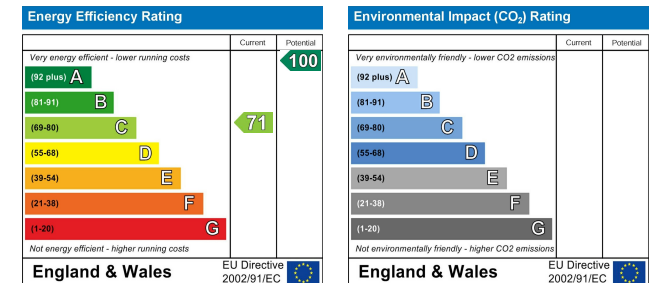 Energy Efficiency Rating
Current Potential
Very energy efficient - lower running costs
(92 plus) A
(81-91) B
(69-80) C
(55-68) D
(39-54) E
(21-38) F
(1-20) G
Not energy efficient - higher running costs
71
100
England & Wales
EU Directive
2002/91/EC
Environmental Impact (CO₂) Rating
Current Potential
Very environmentally friendly - lower CO2 emissions
(92 plus) A
(81-91) B
(69-80) C
(55-68) D
(39-54) E
(21-38) F
(1-20) G
Not environmentally friendly - higher CO2 emissions
England & Wales
EU Directive
2002/91/EC